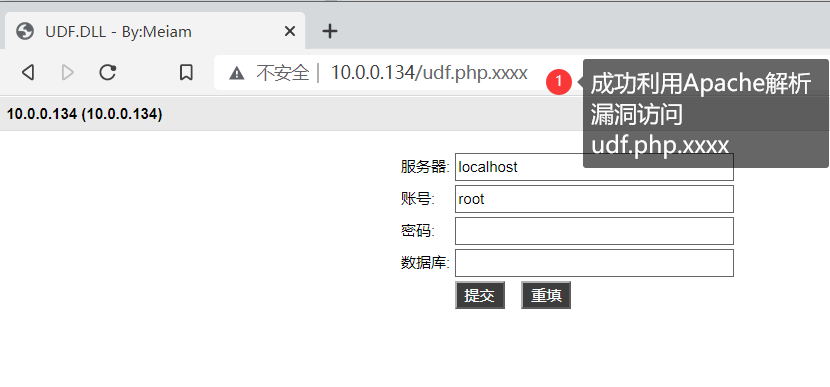 UDF.DLL - By:Meiam
不安全 10.0.0.134/udf.php.xxxx
1
成功利用Apache解析
漏洞访问
udf.php.xxxx
10.0.0.134 (10.0.0.134)
服务器: localhost
账号: root
密码:
数据库:
提交 重填